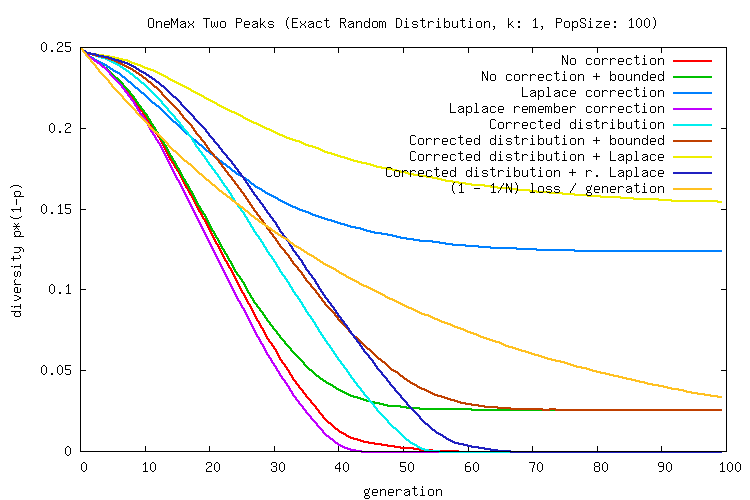 OneMax Two Peaks (Exact Random Distribution, k: 1, PopSize: 100)
No correction
No correction + bounded
Laplace correction
Laplace remember correction
Corrected distribution
Corrected distribution + bounded
Corrected distribution + Laplace
Corrected distribution + r. Laplace
(1 - 1/N) loss / generation
0.25
0.2
0.15
0.1
0.05
0
diversity p*(1-p)
0 10 20 30 40 50 60 70 80 90 100
generation